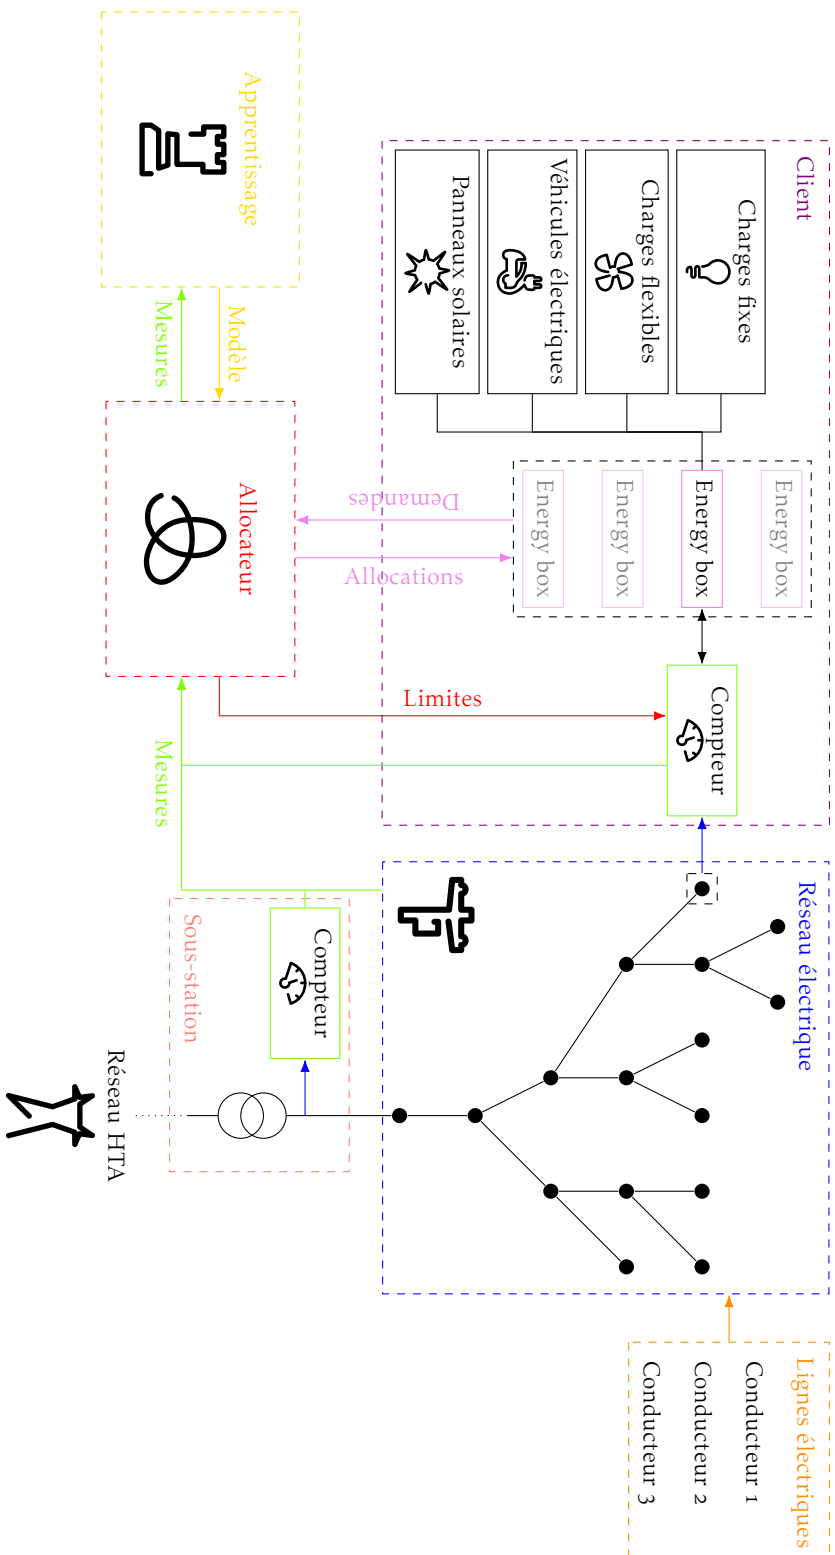 Client
Charges fixes
Charges flexibles
Véhicules électriques
Panneaux solaires
Energy box
Energy box
Energy box
Energy box
Compteur
Réseau électrique
Lignes électriques
Conducteur 1
Conducteur 2
Conducteur 3
Demandes
Allocations
Limites
Apprentissage
Modèle
Mesures
Allocateur
Mesures
Compteur
Sous-station
Réseau HTA